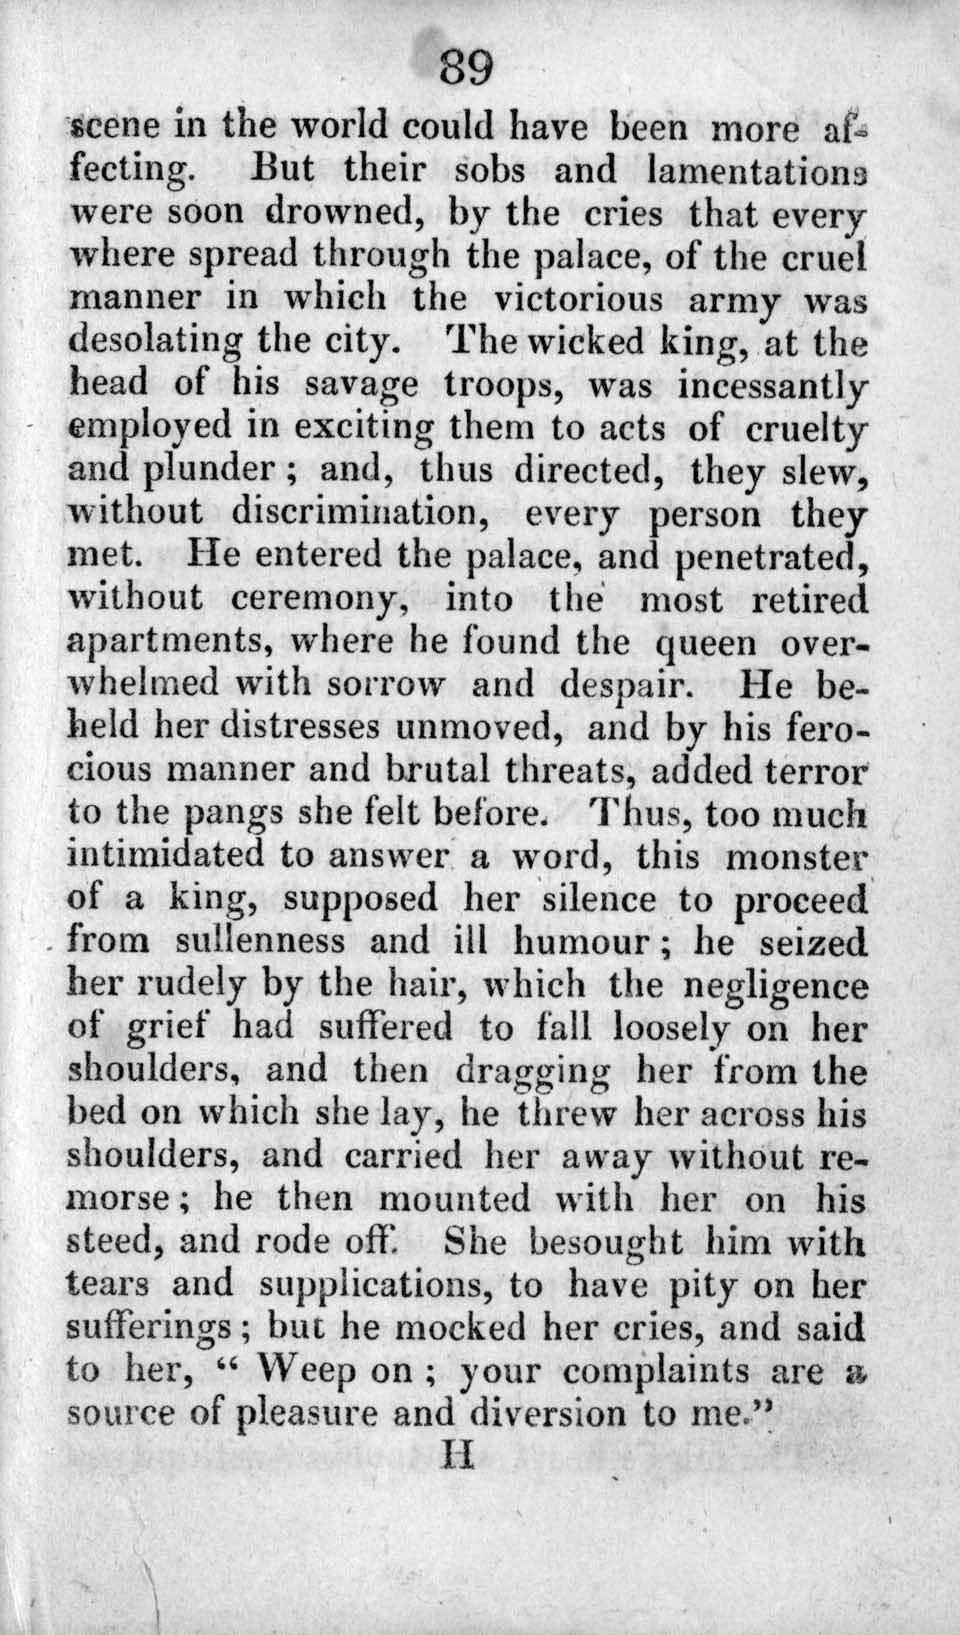 89
scene in the world could have been more af-
fecting. But their sobs and lamentations
were soon drowned, by the cries that every
where spread through the palace, of the cruel
manner in which the victorious army was
desolating the city. The wicked king, at the
head of his savage troops, was incessantly
employed in exciting them to acts of cruelty
and plunder ; and, thus directed, they slew,
without discrimination, every person they
met. He entered the palace, and penetrated,
without ceremony, into the most retired
apartments, where he found the queen over-
whelmed with sorrow and despair. He be-
held her distresses unmoved, and by his fero-
cious manner and brutal threats, added terror
to the pangs she felt before. Thus, too much
intimidated to answer a word, this monster
of a king, supposed her silence to proceed
from sullenness and ill humour ; he seized
her rudely by the hair, which the negligence
of grief had suffered to fall loosely on her
shoulders, and then dragging her from the
bed on which she lay, he threw her across his
shoulders, and carried her away without re-
morse ; he then mounted with her on his
steed, and rode off. She besought him with
tears and supplications, to have pity on her
sufferings ; but he mocked her cries, and said
to her, “ Weep on ; your complaints are a
source of pleasure and diversion to me.”
H